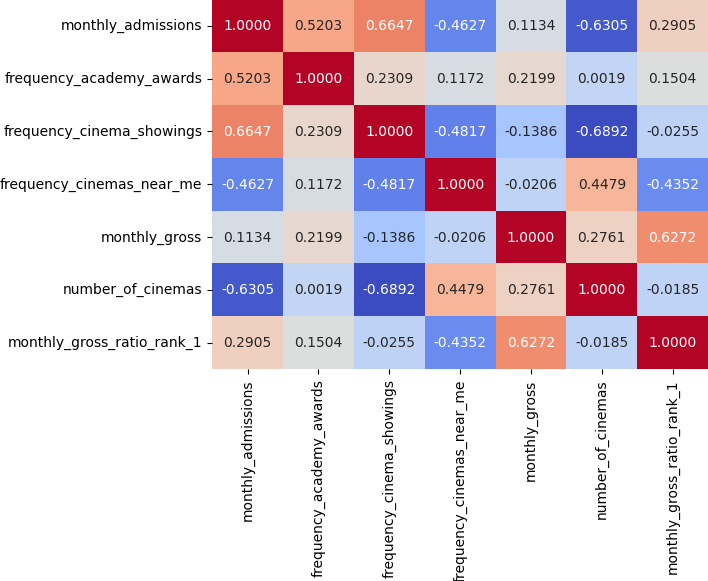 monthly_admissions 1.0000 0.5203 0.6647 -0.4627 0.1134 -0.6305 0.2905
frequency_academy_awards 0.5203 1.0000 0.2309 0.1172 0.2199 0.0019 0.1504
frequency_cinema_showings 0.6647 0.2309 1.0000 -0.4817 -0.1386 -0.6892 -0.0255
frequency_cinemas_near_me -0.4627 0.1172 -0.4817 1.0000 -0.0206 0.4479 -0.4352
monthly_gross 0.1134 0.2199 -0.1386 -0.0206 1.0000 0.2761 0.6272
number_of_cinemas -0.6305 0.0019 -0.6892 0.4479 0.2761 1.0000 -0.0185
monthly_gross_ratio_rank_1 0.2905 0.1504 -0.0255 -0.4352 0.6272 -0.0185 1.0000
monthly_admissions
frequency_academy_awards
frequency_cinema_showings
frequency_cinemas_near_me
monthly_gross
number_of_cinemas
monthly_gross_ratio_rank_1